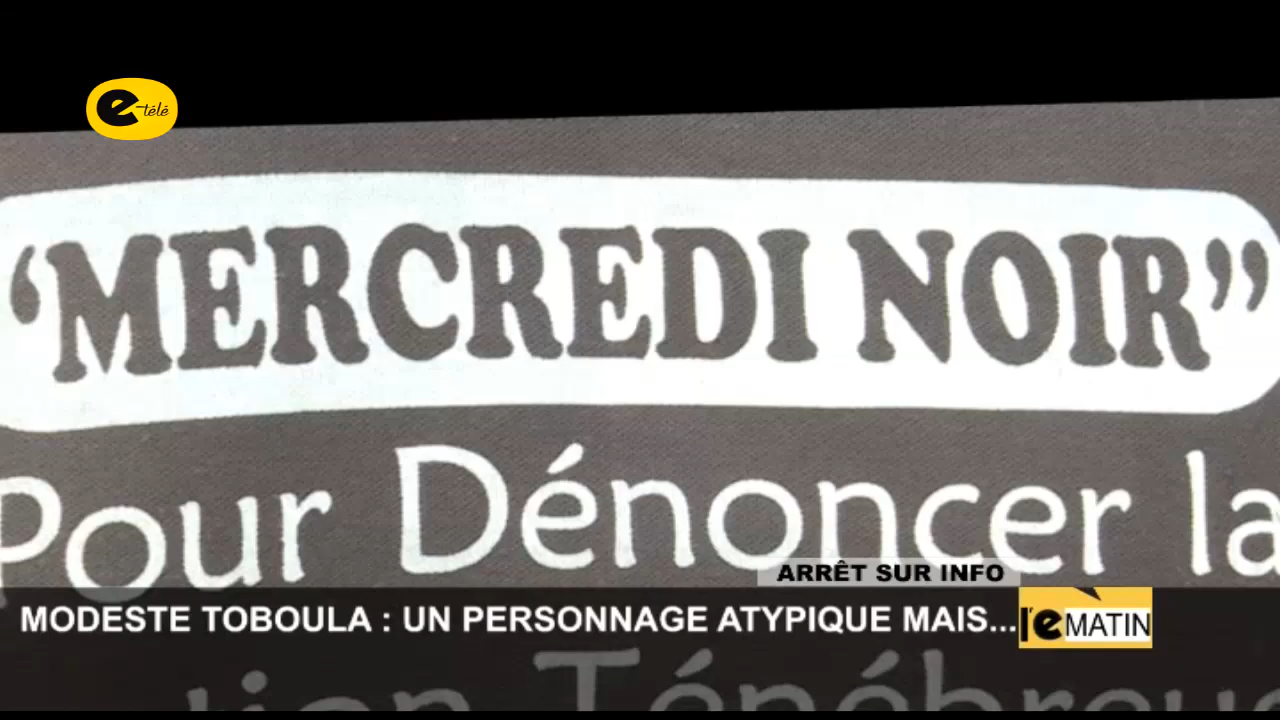 e-télé
‘MERCREDI NOIR’’
Pour Dénoncer la
ARRÊT SUR INFO
MODESTE TOBOULA : UN PERSONNAGE ATYPIQUE MAIS...
l'e MATIN